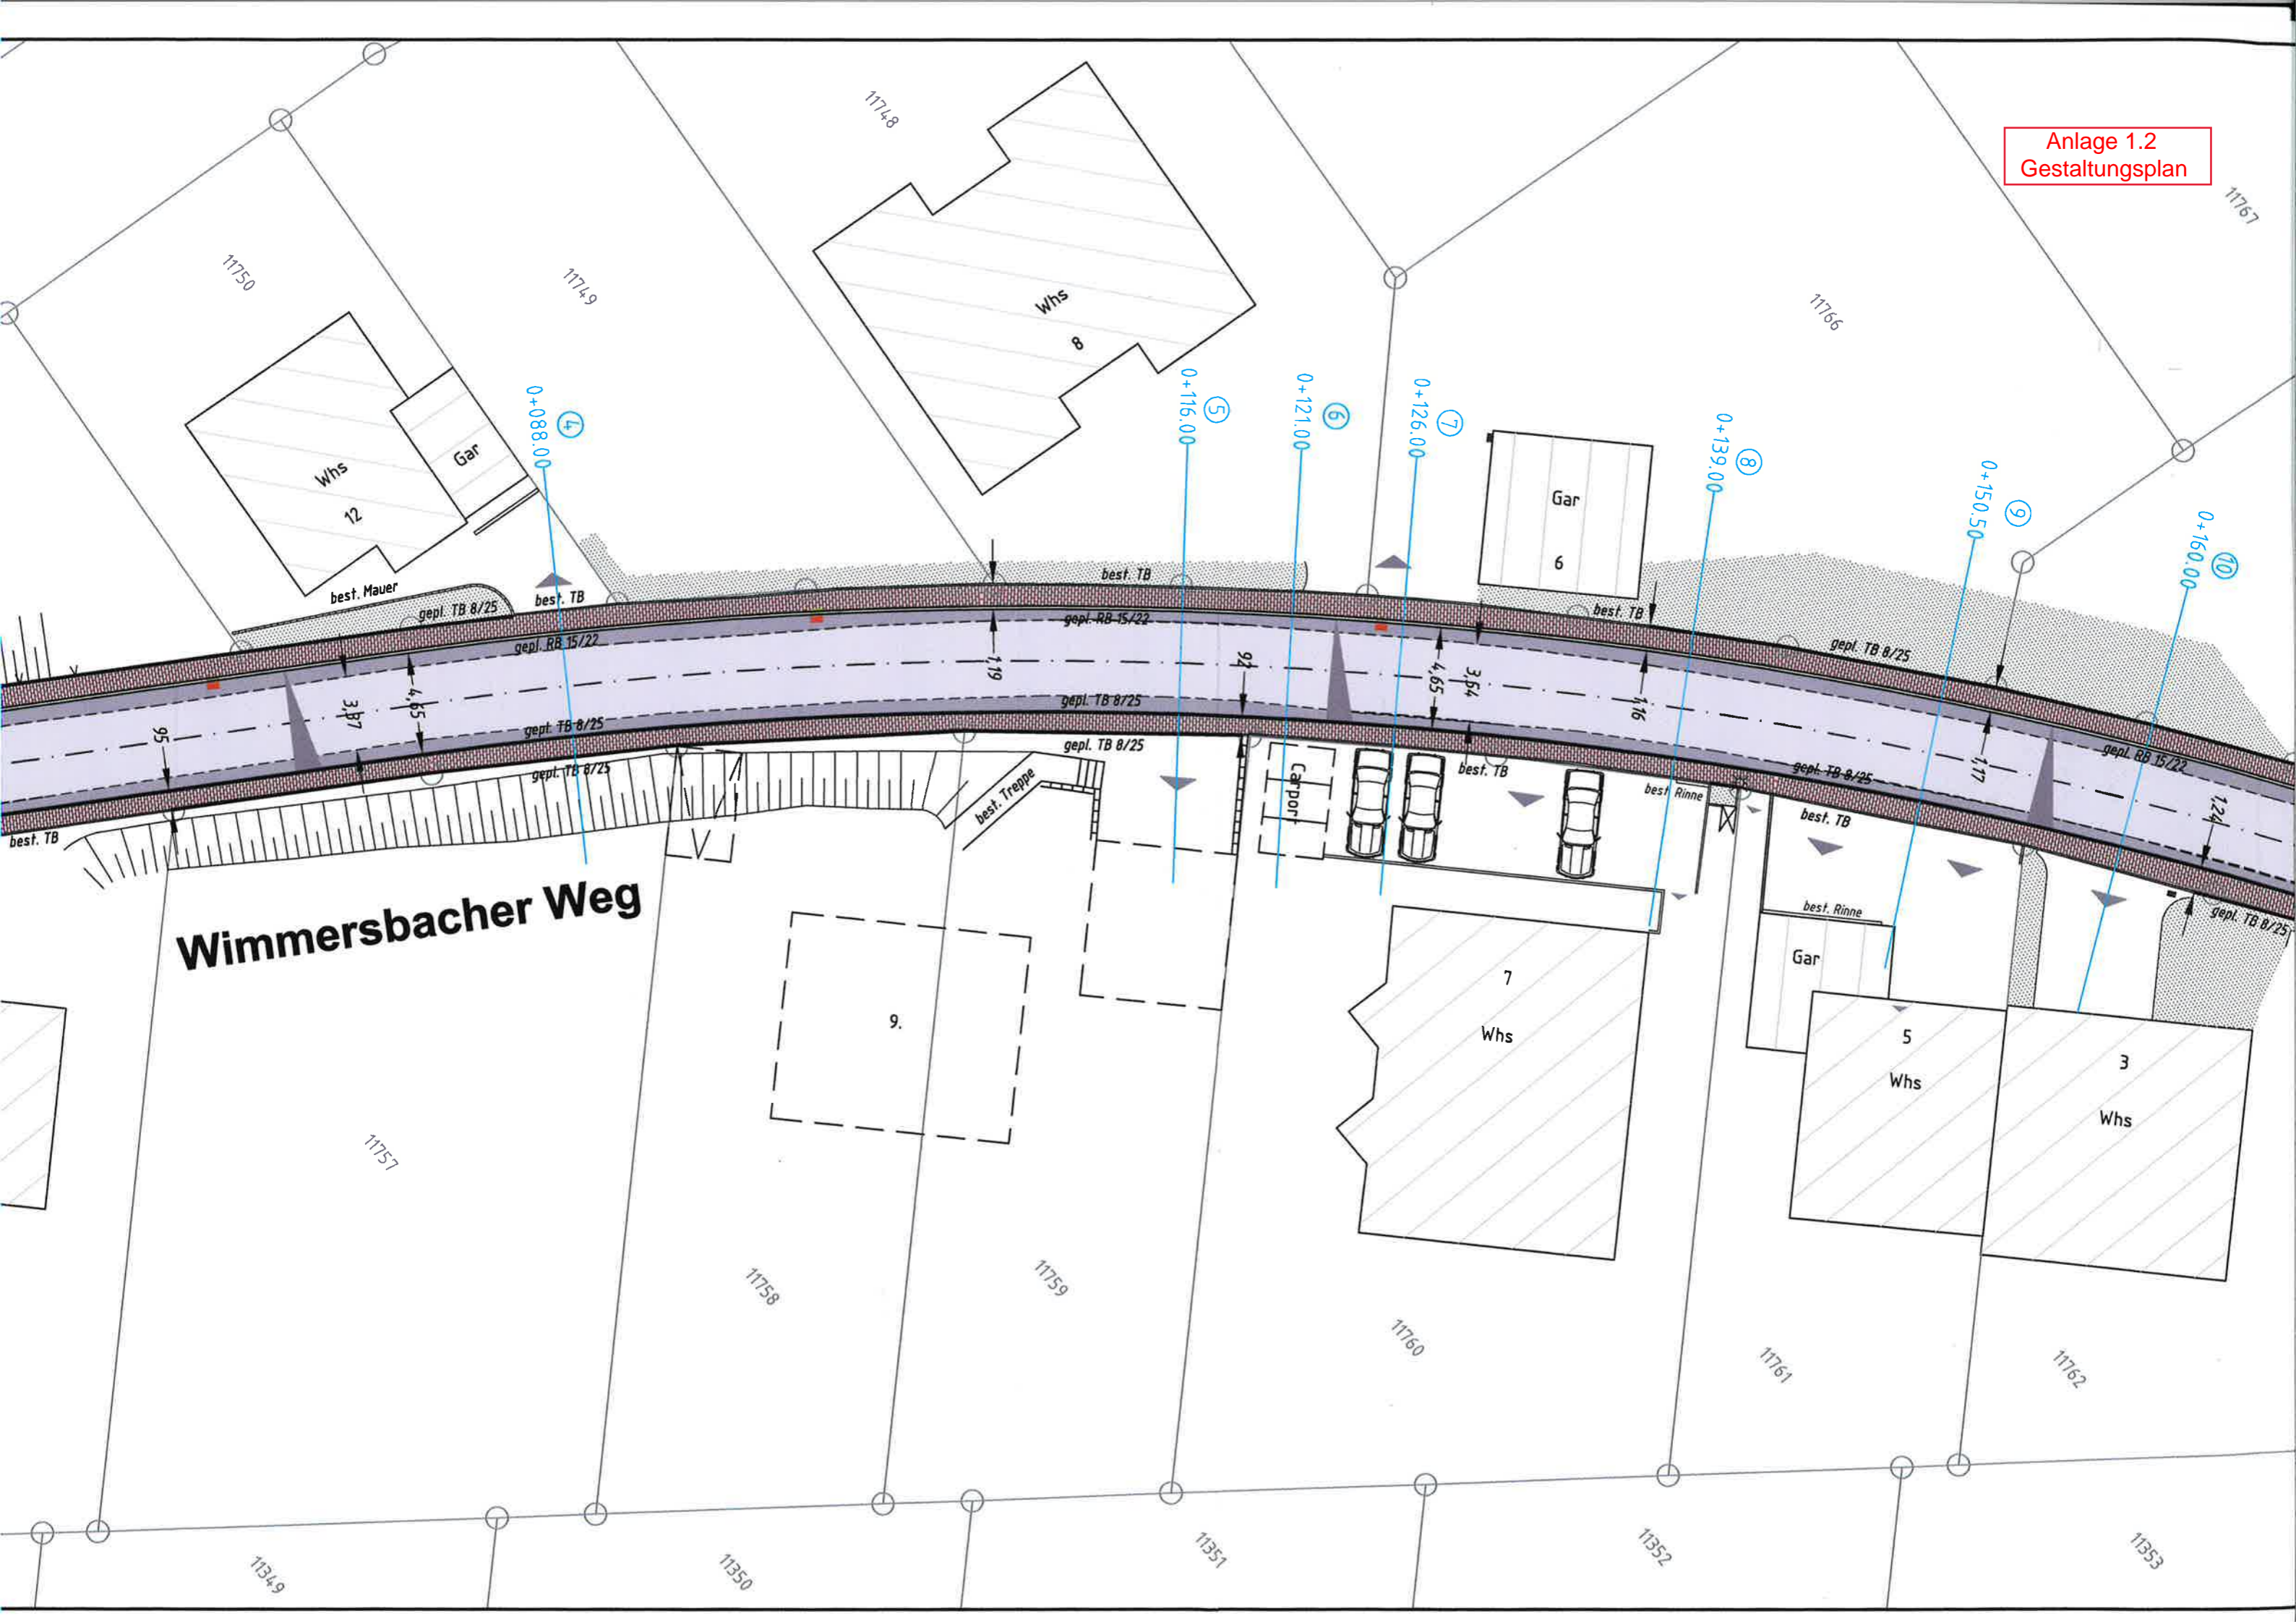 Anlage 1.2
Gestaltungsplan
11748
11767
11750
11749
11766
Whs
8
Whs
12
Gar
0+088.00
4
0+116.00
5
0+121.00
6
0+126.00
7
0+139.00
8
0+150.50
9
0+160.00
10
Gar
6
best. Mauer
gepl. TB 8/25
best. TB
best. TB
best. TB
gepl. TB 8/25
gepl. RB 15/22
gepl. RB 15/22
gepl. RB 15/22
95
4,65
1,19
92
4,65
3,64
1,16
1,17
1,24
gepl. TB 8/25
gepl. TB 8/25
gepl. TB 8/25
gepl. TB 8/25
gepl. TB 8/25
best. TB
best. Treppe
Carport
best. TB
best. Rinne
best. TB
best. Rinne
gepl. TB 8/25
Wimmersbacher Weg
9.
7
Whs
Gar
5
Whs
3
Whs
11757
11758
11759
11760
11761
11762
11349
11350
11351
11352
11353